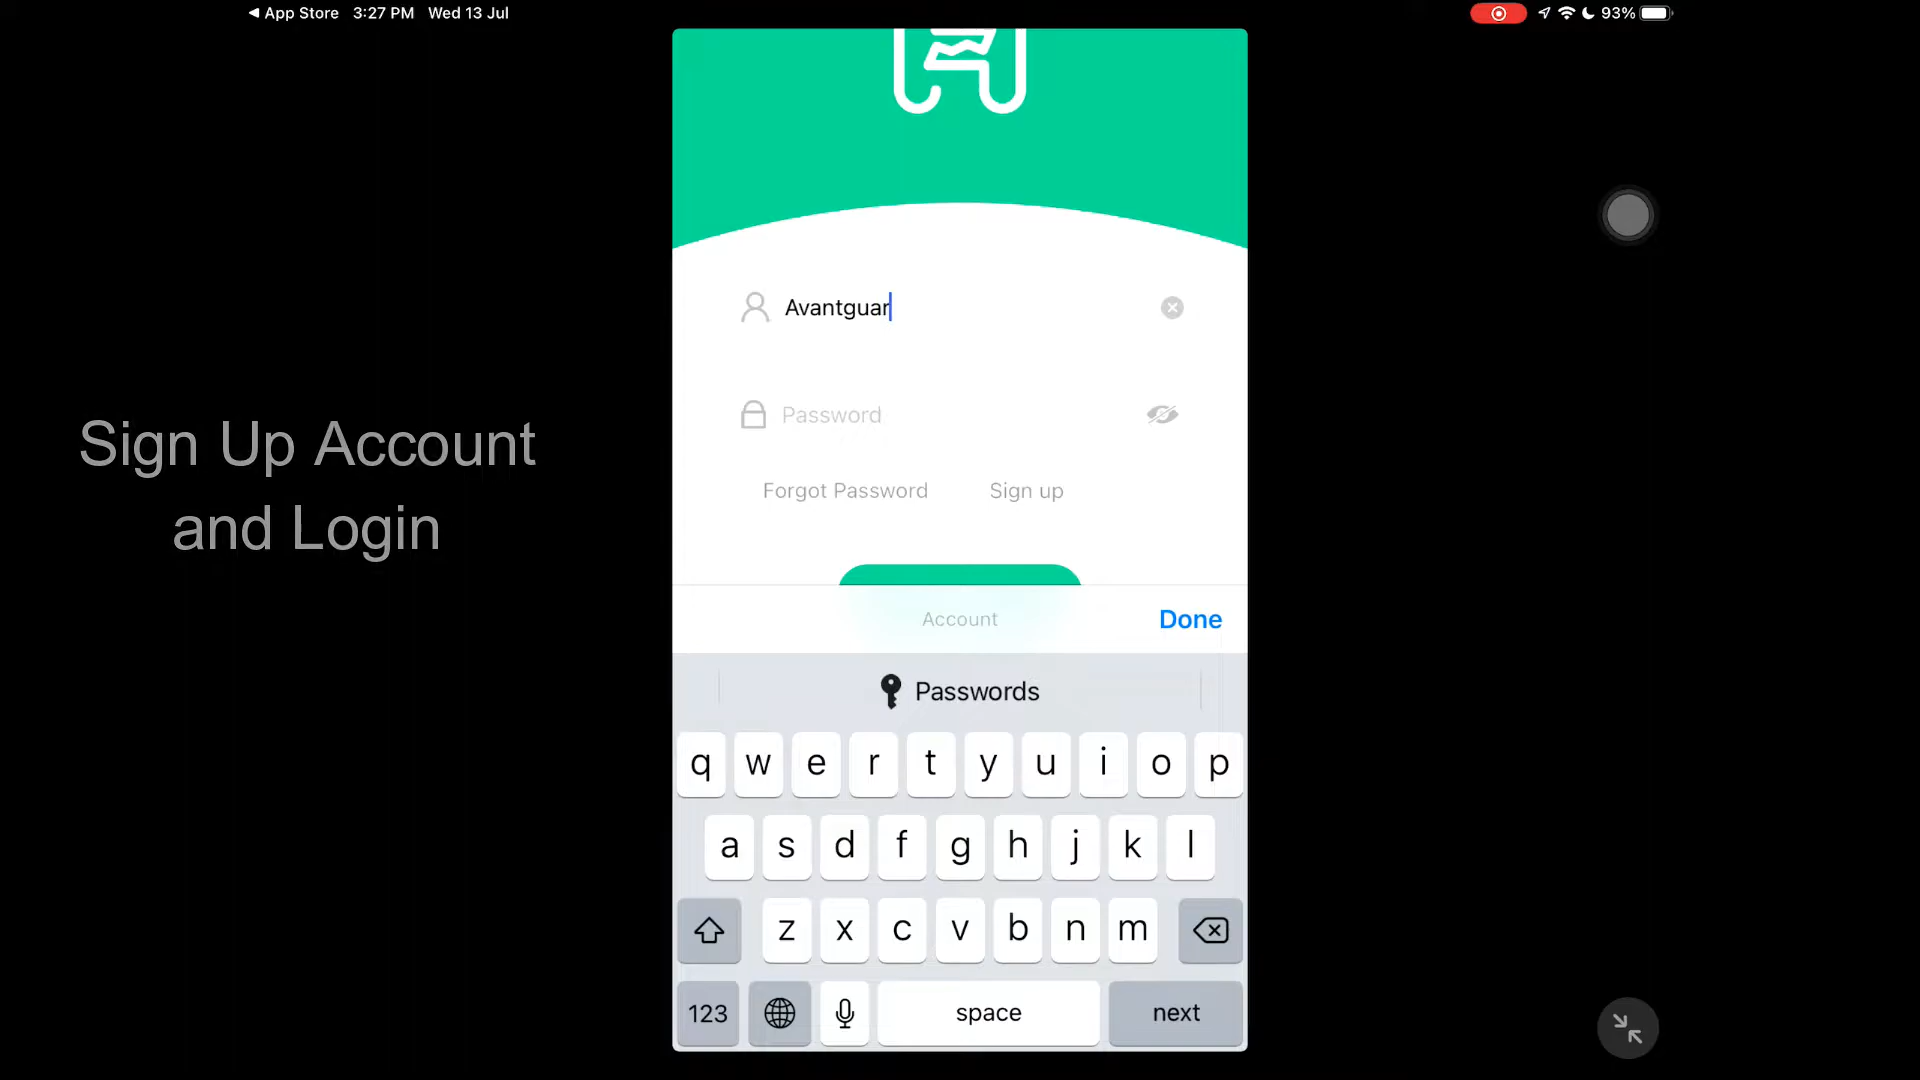 ◀ App Store 3:27 PM Wed 13 Jul
93%
Avantguar
Password
Forgot Password Sign up
Sign Up Account
and Login
Account Done
Passwords
q w e r t y u i o p
a s d f g h j k l
z x c v b n m
123 space next